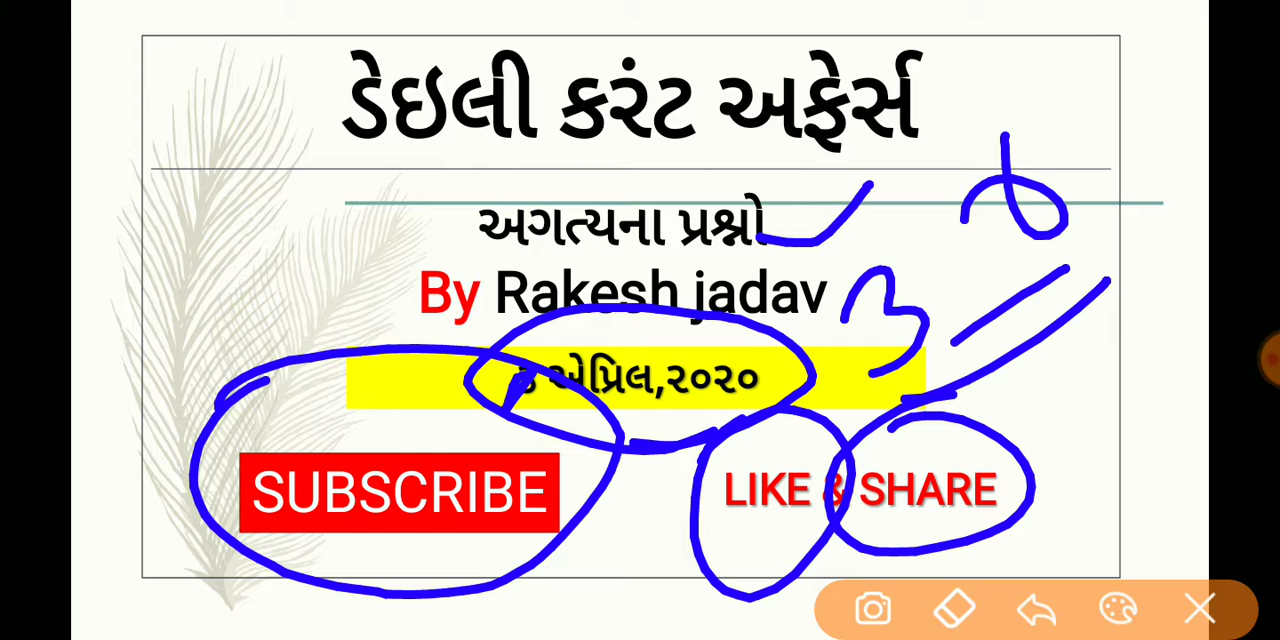 ડેઇલી કરંટ અફેર્સ
અગત્યના પ્રશ્નો
By Rakesh jadav
એપ્રિલ,૨૦૨૦
SUBSCRIBE
LIKE & SHARE